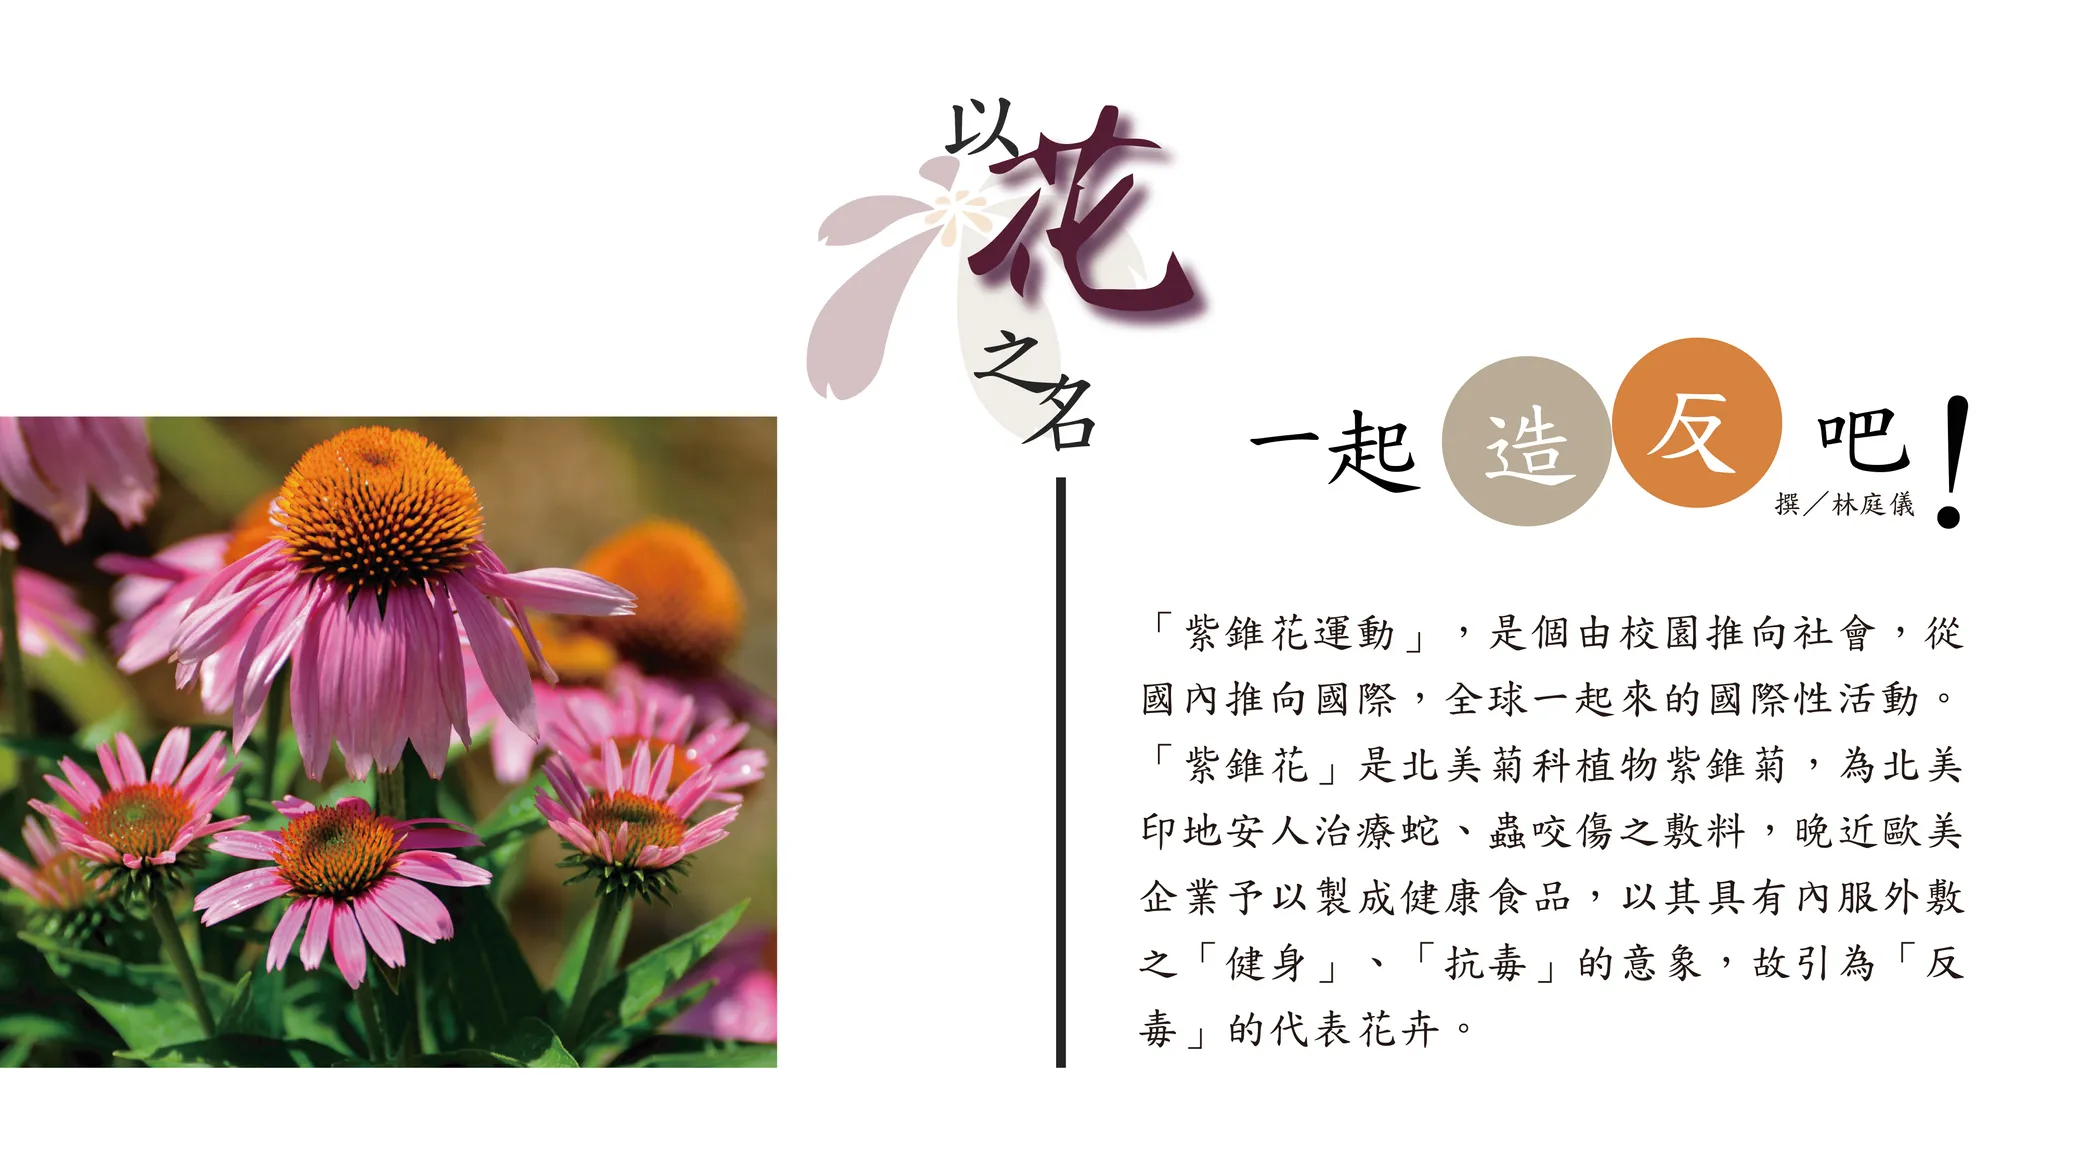 以花之名
一起造反吧！
撰／林庭儀
「紫錐花運動」，是個由校園推向社會，從
國內推向國際，全球一起來的國際性活動。
「紫錐花」是北美菊科植物紫錐菊，為北美
印地安人治療蛇、蟲咬傷之敷料，晚近歐美
企業予以製成健康食品，以其具有內服外敷
之「健身」、「抗毒」的意象，故引為「反
毒」的代表花卉。